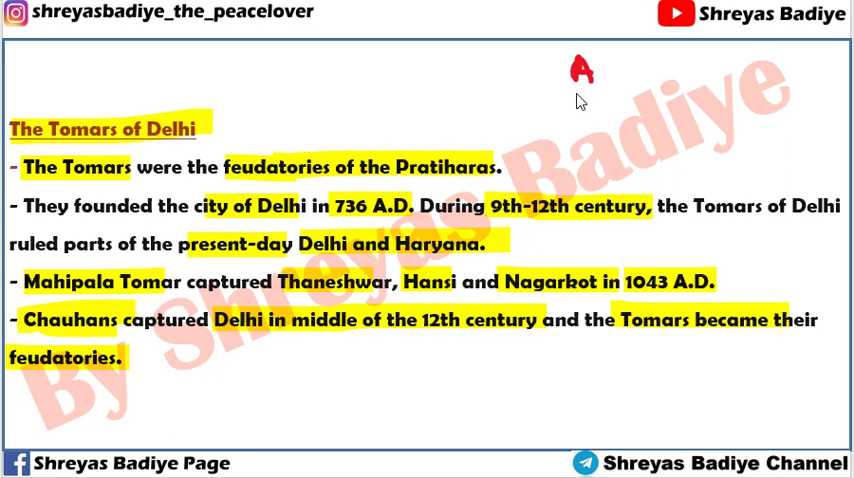 shreyasbadiye_the_peacelover
Shreyas Badiye
A
The Tomars of Delhi
- The Tomars were the feudatories of the Pratiharas.
- They founded the city of Delhi in 736 A.D. During 9th-12th century, the Tomars of Delhi
ruled parts of the present-day Delhi and Haryana.
- Mahipala Tomar captured Thaneshwar, Hansi and Nagarkot in 1043 A.D.
- Chauhans captured Delhi in middle of the 12th century and the Tomars became their
feudatories.
By Shreyas Badiye
Shreyas Badiye Page
Shreyas Badiye Channel